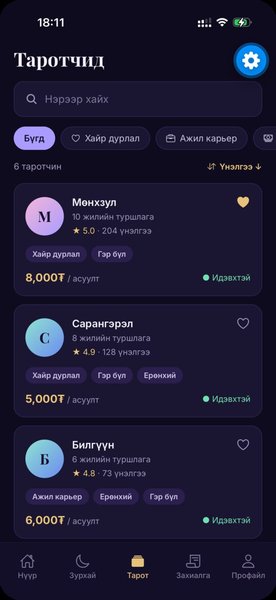 18:11
Таротчид
Нэрээр хайх
Бүгд
Хайр дурлал
Ажил карьер
6 таротчин
Үнэлгээ ↓
М
Мөнхзул
10 жилийн туршлага
★ 5.0 · 204 үнэлгээ
Хайр дурлал
Гэр бүл
8,000₮ / асуулт
Идэвхтэй
С
Сарангэрэл
8 жилийн туршлага
★ 4.9 · 128 үнэлгээ
Хайр дурлал
Гэр бүл
Ерөнхий
5,000₮ / асуулт
Идэвхтэй
Б
Билгүүн
6 жилийн туршлага
★ 4.8 · 73 үнэлгээ
Ажил карьер
Ерөнхий
Гэр бүл
6,000₮ / асуулт
Идэвхтэй
Нүүр
Зурхай
Тарот
Захиалга
Профайл